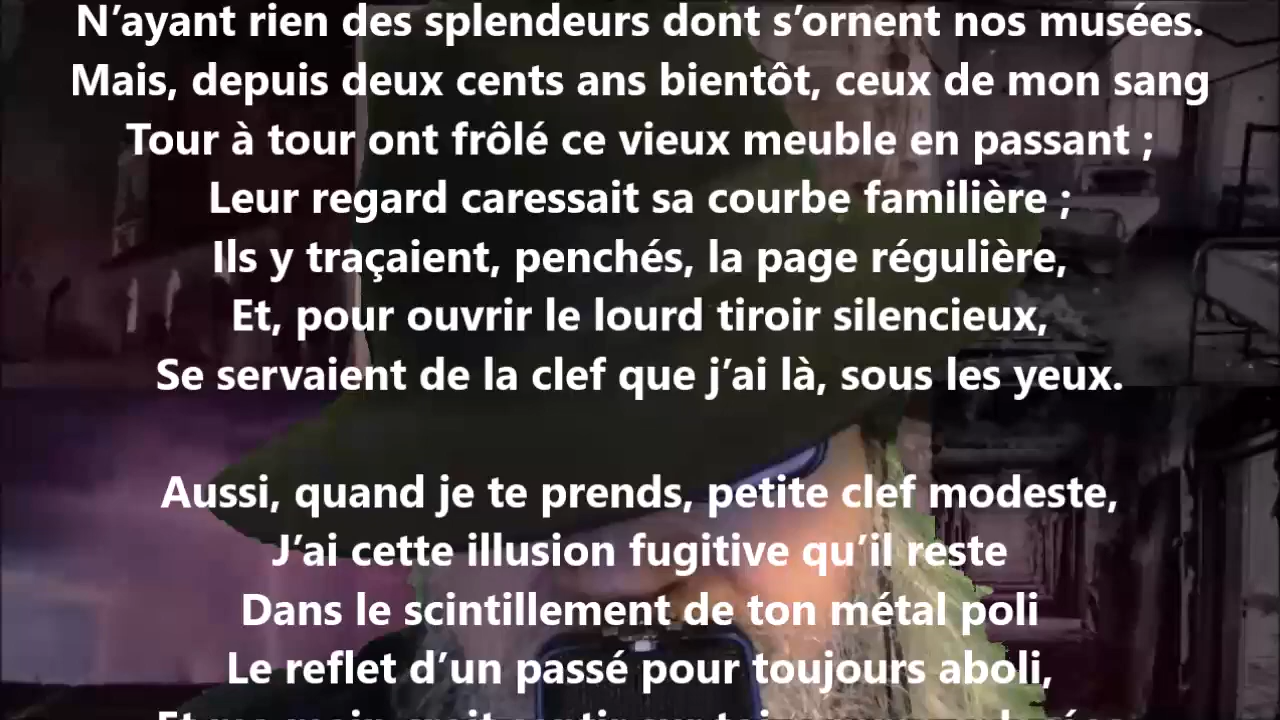 N’ayant rien des splendeurs dont s’ornent nos musées.
Mais, depuis deux cents ans bientôt, ceux de mon sang
Tour à tour ont frôlé ce vieux meuble en passant ;
Leur regard caressait sa courbe familière ;
Ils y traçaient, penchés, la page régulière,
Et, pour ouvrir le lourd tiroir silencieux,
Se servaient de la clef que j’ai là, sous les yeux.
Aussi, quand je te prends, petite clef modeste,
J’ai cette illusion fugitive qu’il reste
Dans le scintillement de ton métal poli
Le reflet d’un passé pour toujours aboli,